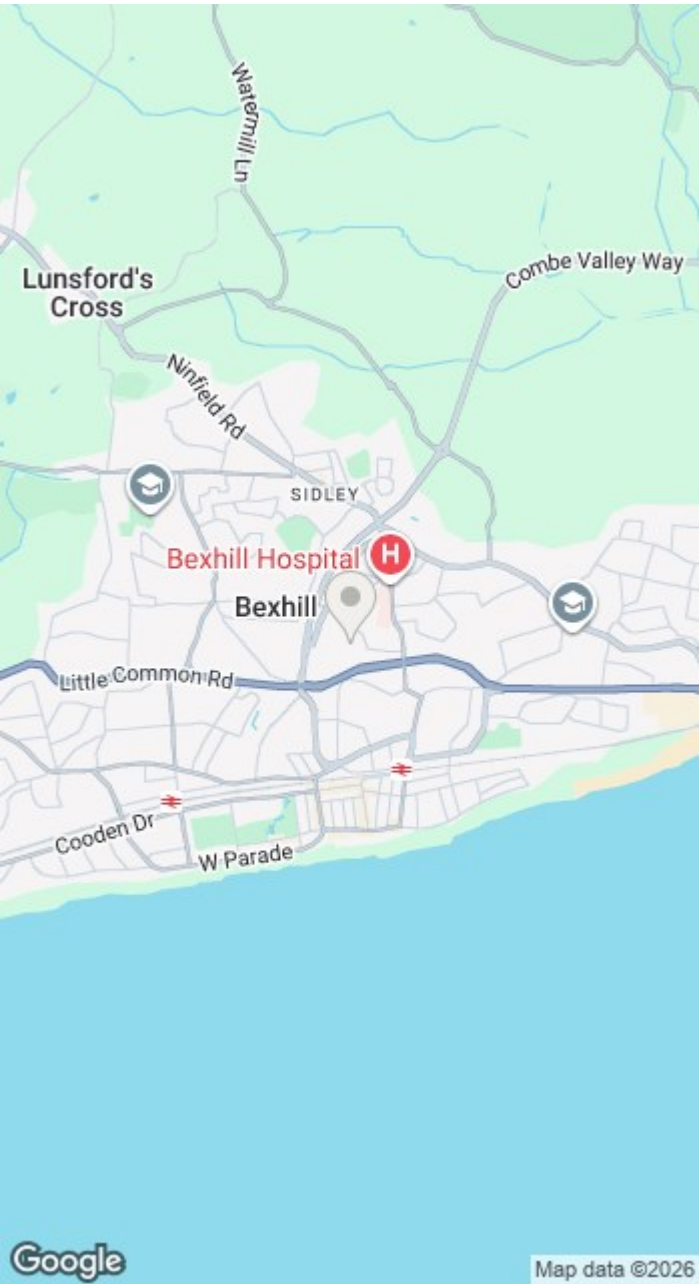 Watermill Ln
Combe Valley Way
Lunsford's
Cross
Ninfield Rd
SIDLEY
Bexhill Hospital
H
Bexhill
Little Common Rd
Cooden Dr
W Parade
Google
Map data ©2026